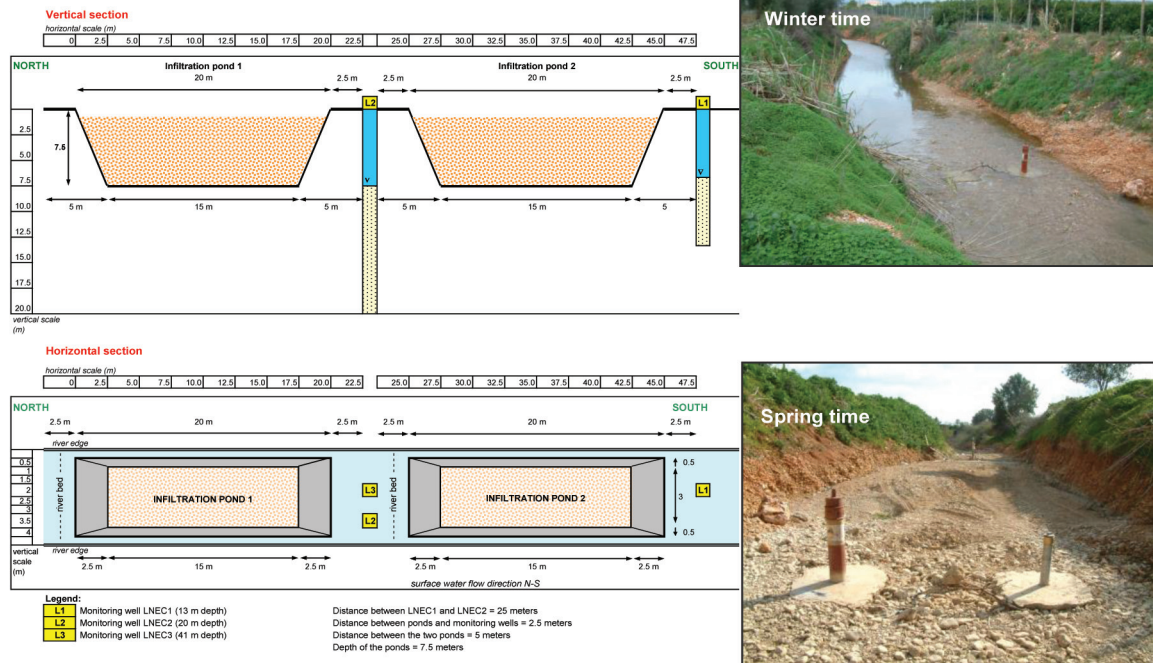 Vertical section
horizontal scale (m)
0 2.5 5.0 7.5 10.0 12.5 15.0 17.5 20.0 22.5 25.0 27.5 30.0 32.5 35.0 37.5 40.0 42.5 45.0 47.5
NORTH Infiltration pond 1 Infiltration pond 2 SOUTH
20 m 2.5 m 2.5 m 20 m 2.5 m
L2 L1
2.5
5.0
7.5
10.0
12.5
15.0
17.5
20.0
7.5
V V
5 m 15 m 5 m 5 m 15 m 5
vertical scale
(m)
Horizontal section
horizontal scale (m)
0 2.5 5.0 7.5 10.0 12.5 15.0 17.5 20.0 22.5 25.0 27.5 30.0 32.5 35.0 37.5 40.0 42.5 45.0 47.5
NORTH SOUTH
2.5 m 20 m 2.5 m 2.5 m 20 m 2.5 m
river edge
0.5
1
1.5
2
2.5
3
3.5
4
vertical
scale
(m)
river bed INFILTRATION POND 1 L3 L2 river bed INFILTRATION POND 2 0.5 3 0.5 L1
river edge
2.5 m 15 m 2.5 m 2.5 m 15 m 2.5 m
surface water flow direction N-S
Legend:
L1 Monitoring well LNEC1 (13 m depth)
L2 Monitoring well LNEC2 (20 m depth)
L3 Monitoring well LNEC3 (41 m depth)
Distance between LNEC1 and LNEC2 = 25 meters
Distance between ponds and monitoring wells = 2.5 meters
Distance between the two ponds = 5 meters
Depth of the ponds = 7.5 meters
Winter time
Spring time